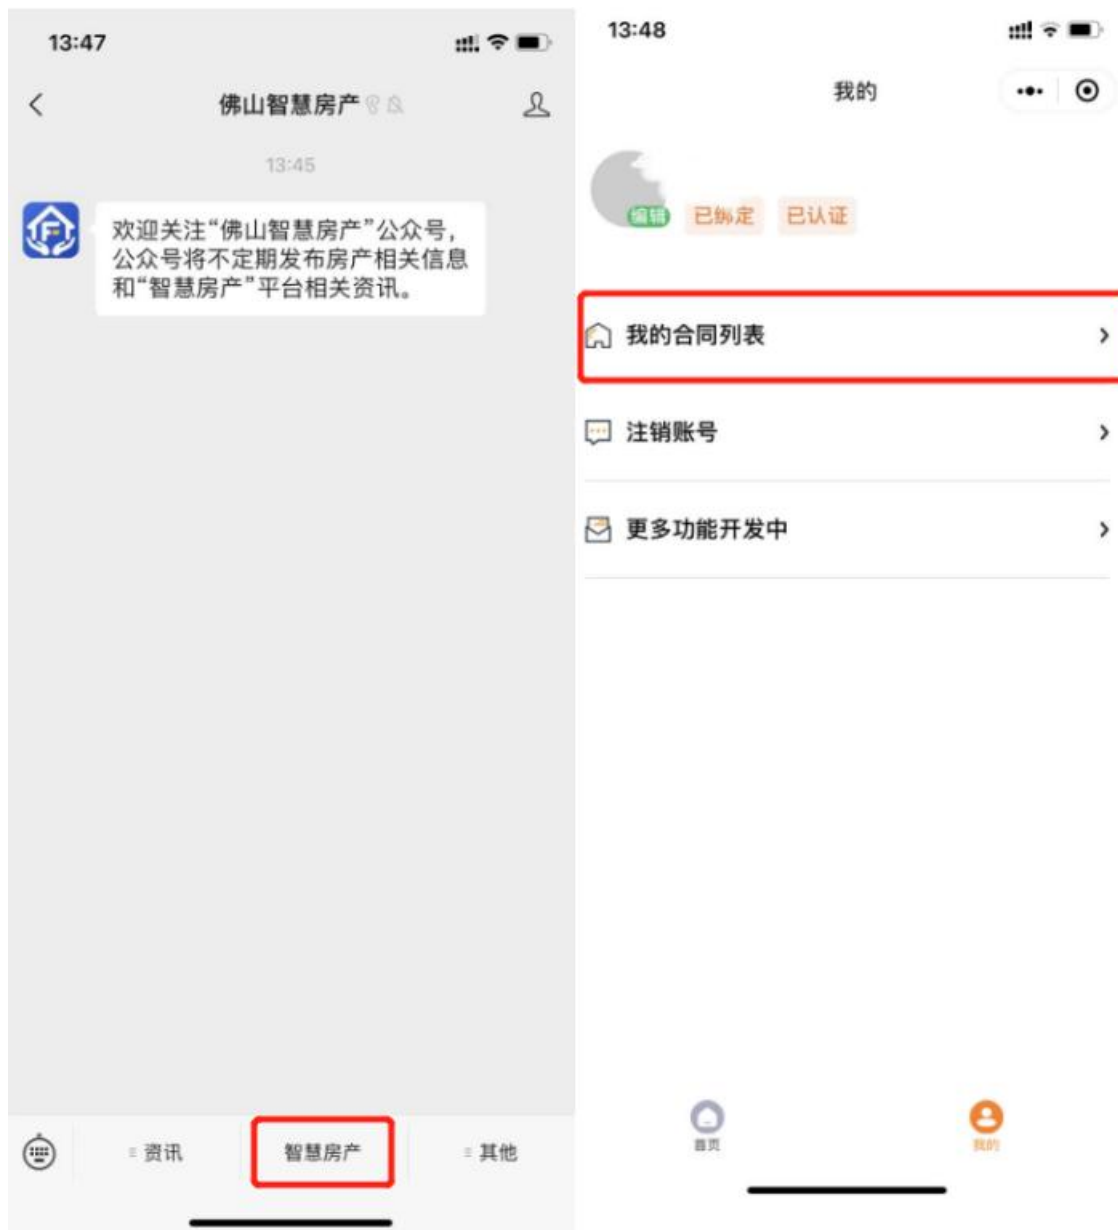 13:47
佛山智慧房产
13:45
欢迎关注“佛山智慧房产”公众号，
公众号将不定期发布房产相关信息
和“智慧房产”平台相关资讯。
资讯
智慧房产
其他
13:48
我的
编辑
已绑定
已认证
我的合同列表
注销账号
更多功能开发中
首页
我的